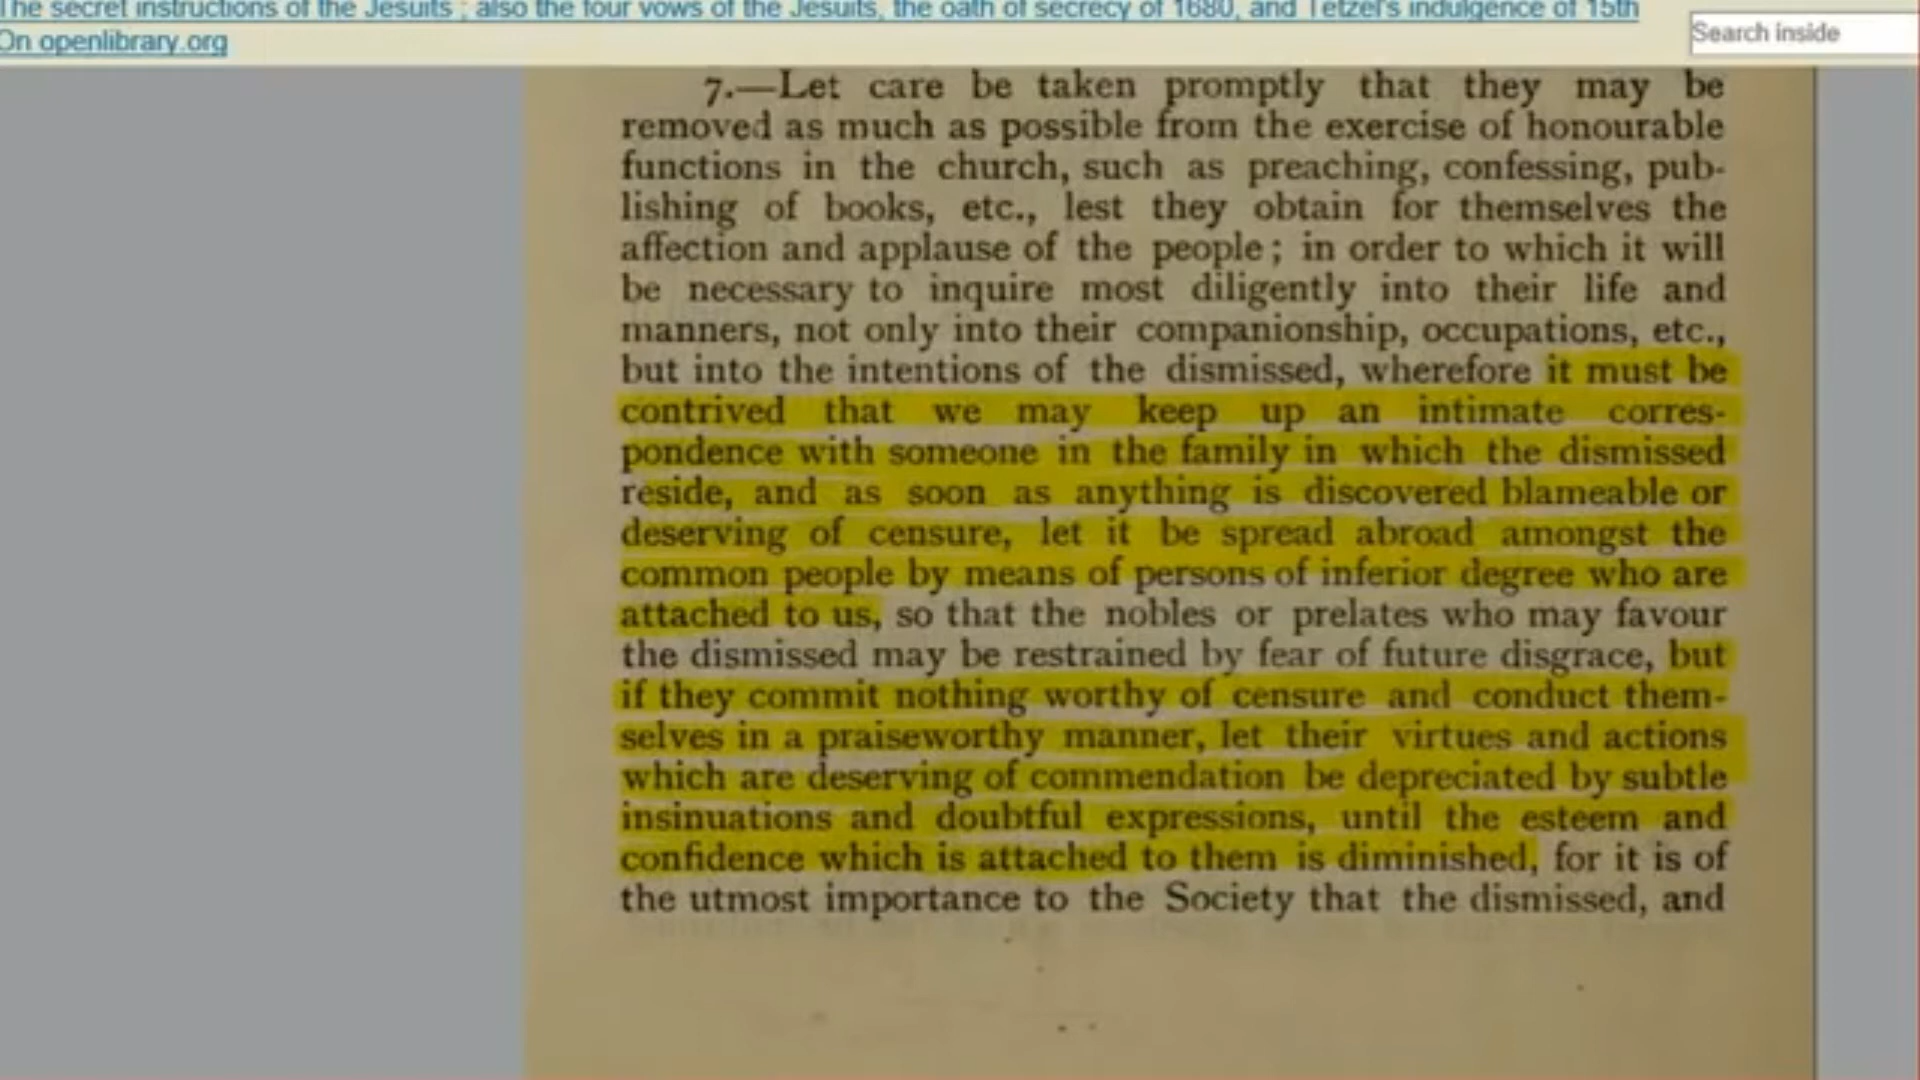 The secret instructions of the Jesuits ; also the four vows of the Jesuits, the oath of secrecy of 1680, and Tetzel's indulgence of 15th
On openlibrary.org
Search inside
7.—Let care be taken promptly that they may be
removed as much as possible from the exercise of honourable
functions in the church, such as preaching, confessing, pub-
lishing of books, etc., lest they obtain for themselves the
affection and applause of the people ; in order to which it will
be necessary to inquire most diligently into their life and
manners, not only into their companionship, occupations, etc.,
but into the intentions of the dismissed, wherefore it must be
contrived that we may keep up an intimate corres-
pondence with someone in the family in which the dismissed
reside, and as soon as anything is discovered blameable or
deserving of censure, let it be spread abroad amongst the
common people by means of persons of inferior degree who are
attached to us, so that the nobles or prelates who may favour
the dismissed may be restrained by fear of future disgrace, but
if they commit nothing worthy of censure and conduct them-
selves in a praiseworthy manner, let their virtues and actions
which are deserving of commendation be depreciated by subtle
insinuations and doubtful expressions, until the esteem and
confidence which is attached to them is diminished, for it is of
the utmost importance to the Society that the dismissed, and